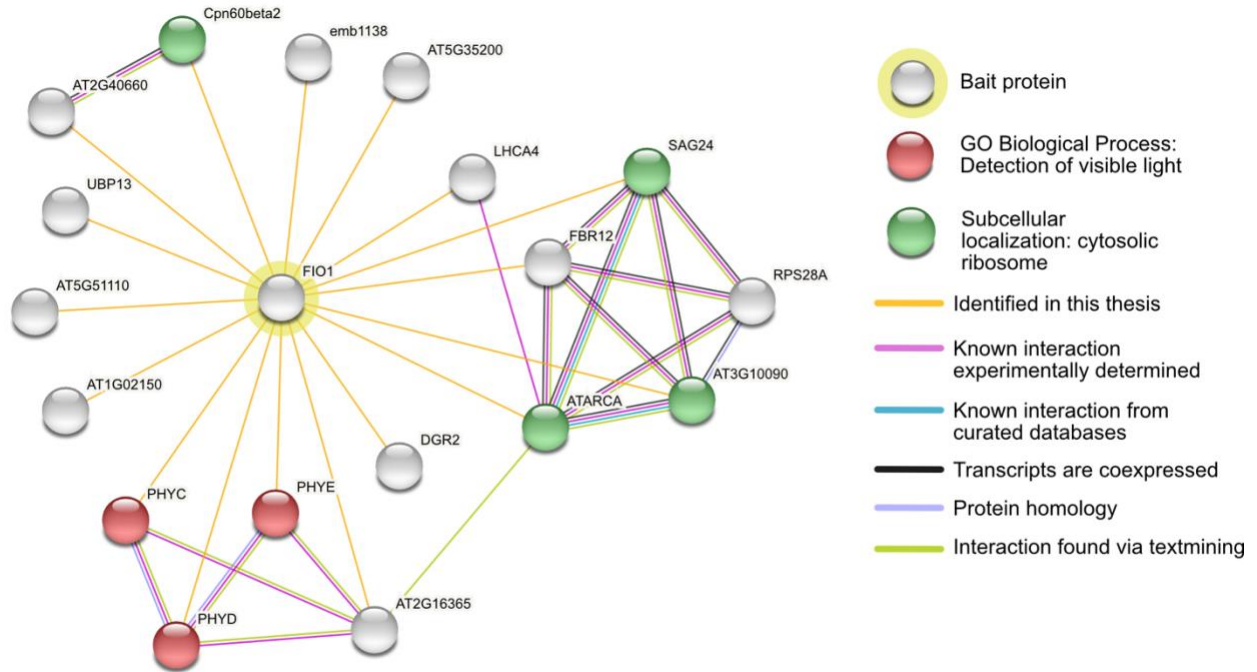 Cpn60beta2
emb1138
AT5G35200
AT2G40660
LHCA4
SAG24
UBP13
FBR12
FIO1
RPS28A
AT5G51110
AT3G10090
AT1G02150
ATARCA
DGR2
PHYC
PHYE
AT2G16365
PHYD
Bait protein
GO Biological Process:
Detection of visible light
Subcellular
localization: cytosolic
ribosome
Identified in this thesis
Known interaction
experimentally determined
Known interaction from
curated databases
Transcripts are coexpressed
Protein homology
Interaction found via textmining